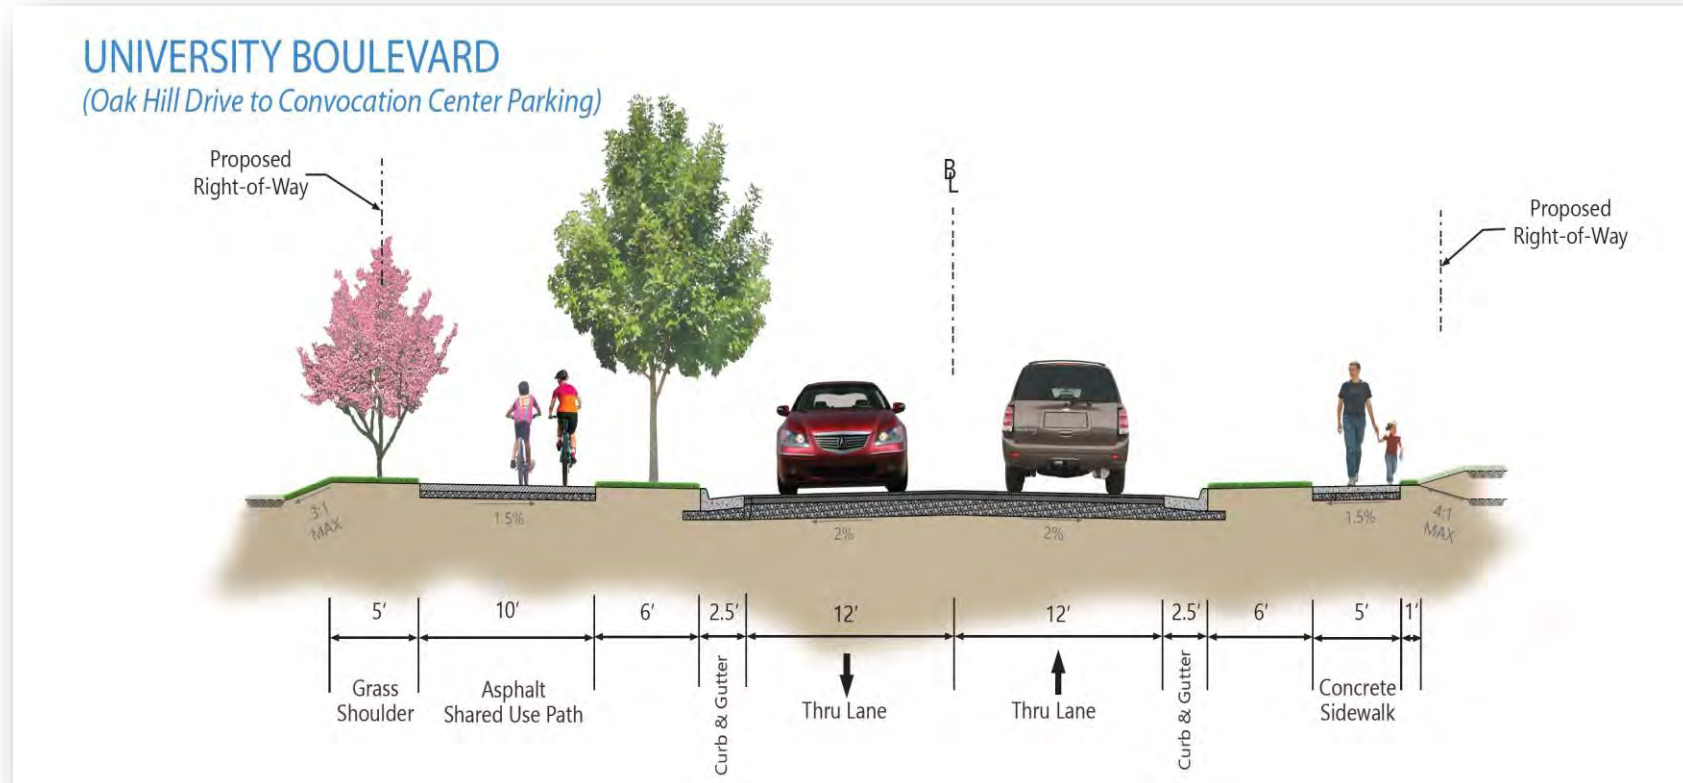 UNIVERSITY BOULEVARD
(Oak Hill Drive to Convocation Center Parking)
Proposed
Right-of-Way
BL
Proposed
Right-of-Way
10
3:1
MAX
1.5%
2%
2%
1.5%
4:1
MAX
5' 10' 6' 2.5' 12' 12' 2.5' 6' 5' 1'
Grass
Shoulder
Asphalt
Shared Use Path
Curb & Gutter
Thru Lane
Thru Lane
Curb & Gutter
Concrete
Sidewalk